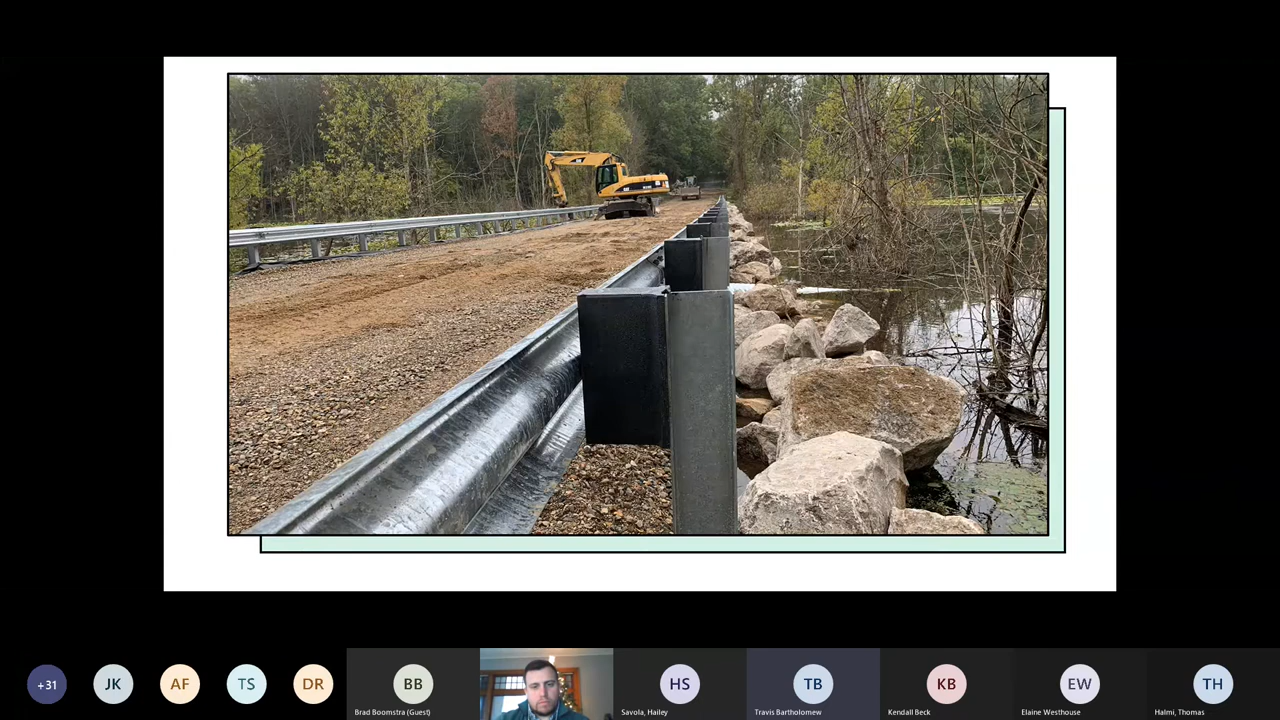 +31
JK
AF
TS
DR
BB
Brad Boomstra (Guest)
HS
Savola, Hailey
TB
Travis Bartholomew
KB
Kendall Beck
EW
Elaine Westhouse
TH
Halmi, Thomas